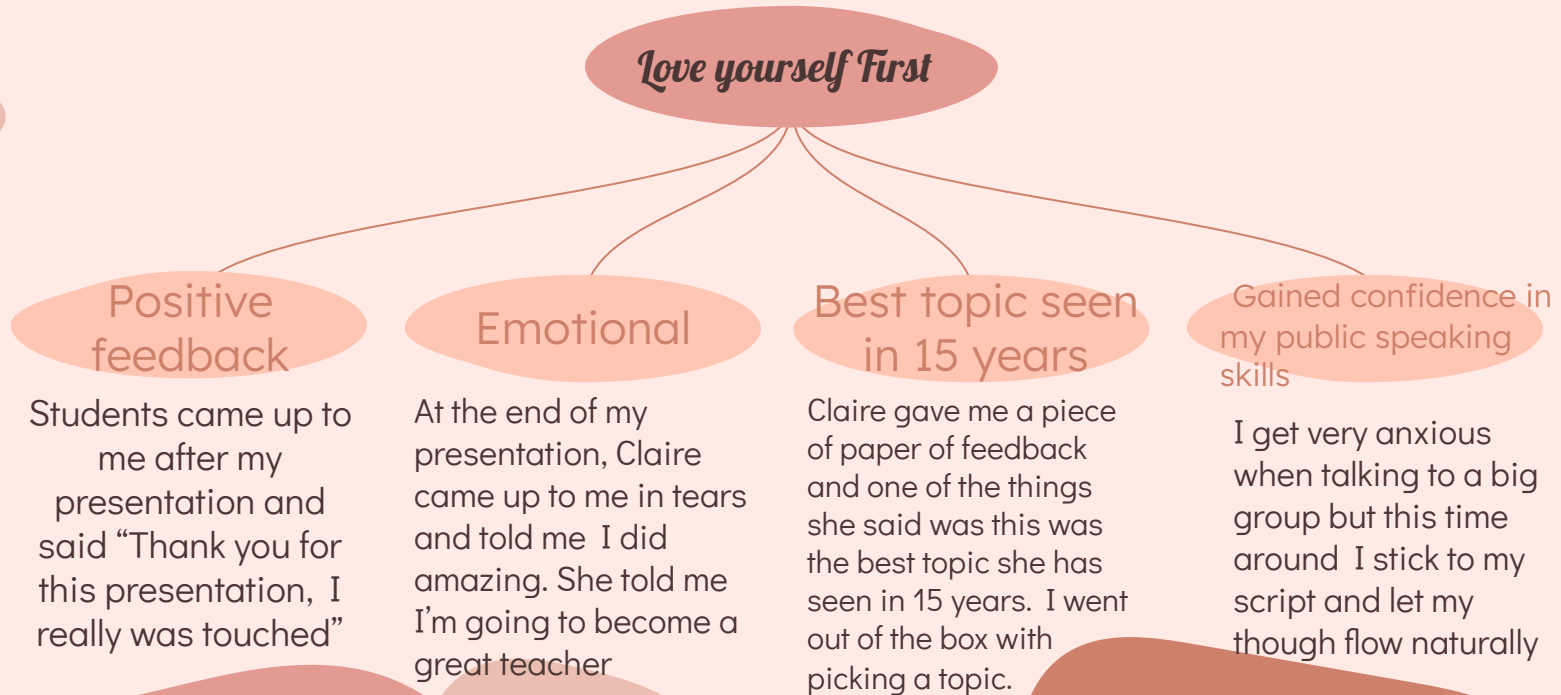 Love yourself First
Positive
feedback
Students came up to
me after my
presentation and
said “Thank you for
this presentation, I
really was touched”
Emotional
At the end of my
presentation, Claire
came up to me in tears
and told me I did
amazing. She told me
I’m going to become a
great teacher
Best topic seen
in 15 years
Claire gave me a piece
of paper of feedback
and one of the things
she said was this was
the best topic she has
seen in 15 years. I went
out of the box with
picking a topic.
Gained confidence in
my public speaking
skills
I get very anxious
when talking to a big
group but this time
around I stick to my
script and let my
though flow naturally